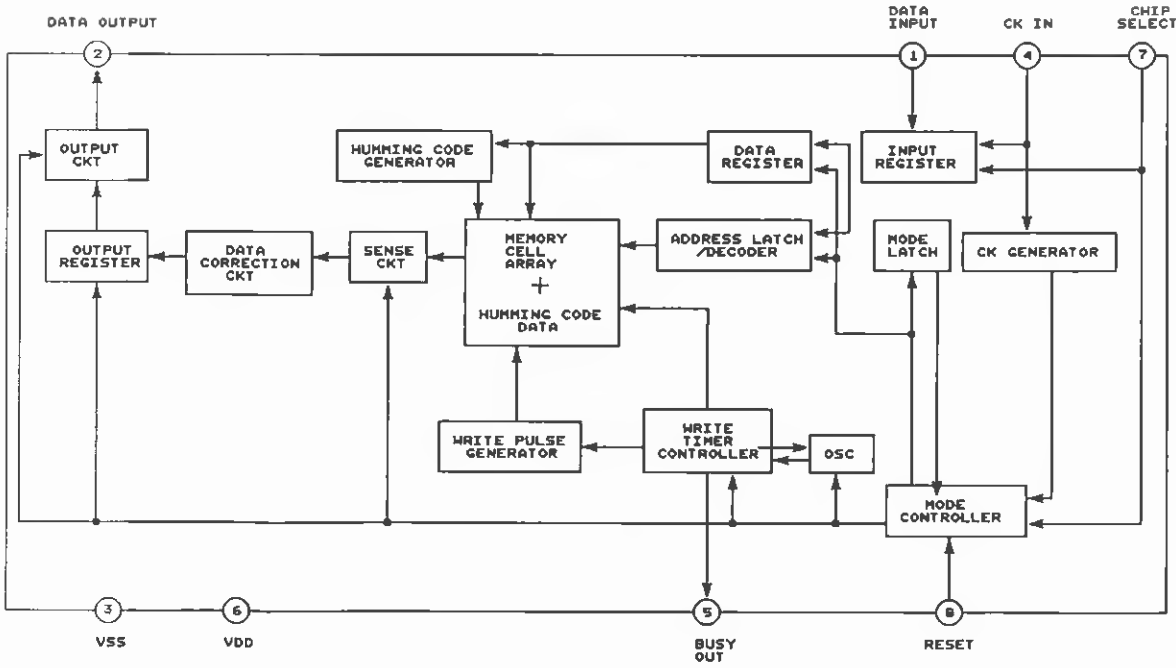 DATA OUTPUT
DATA
INPUT
CK IN
CHIP
SELECT
2
1
4
7
OUTPUT
CKT
HUMMING CODE
GENERATOR
DATA
REGISTER
INPUT
REGISTER
OUTPUT
REGISTER
DATA
CORRECTION
CKT
SENSE
CKT
MEMORY
CELL
ARRAY
+
HUMMING CODE
DATA
ADDRESS LATCH
/DECODER
MODE
LATCH
CK GENERATOR
WRITE PULSE
GENERATOR
WRITE
TIMER
CONTROLLER
OSC
MODE
CONTROLLER
3
6
5
8
VSS
VDD
BUSY
OUT
RESET